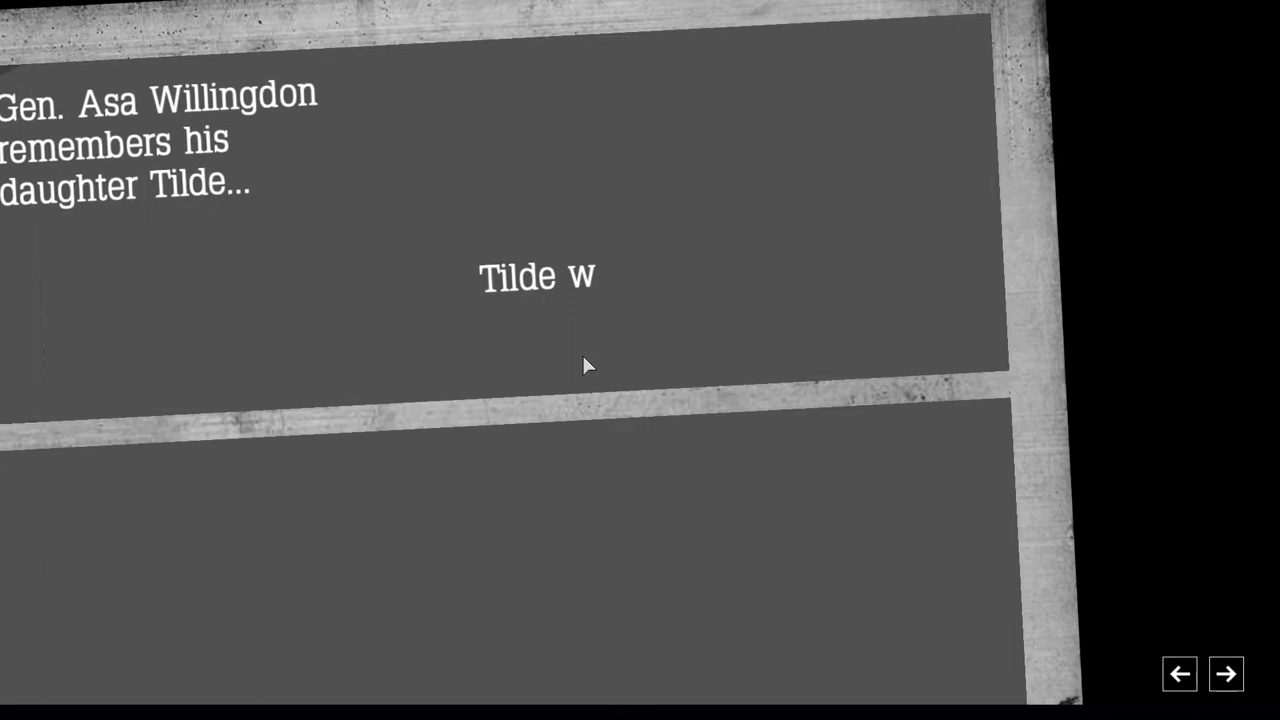 Gen. Asa Willingdon
remembers his
daughter Tilde...
Tilde w